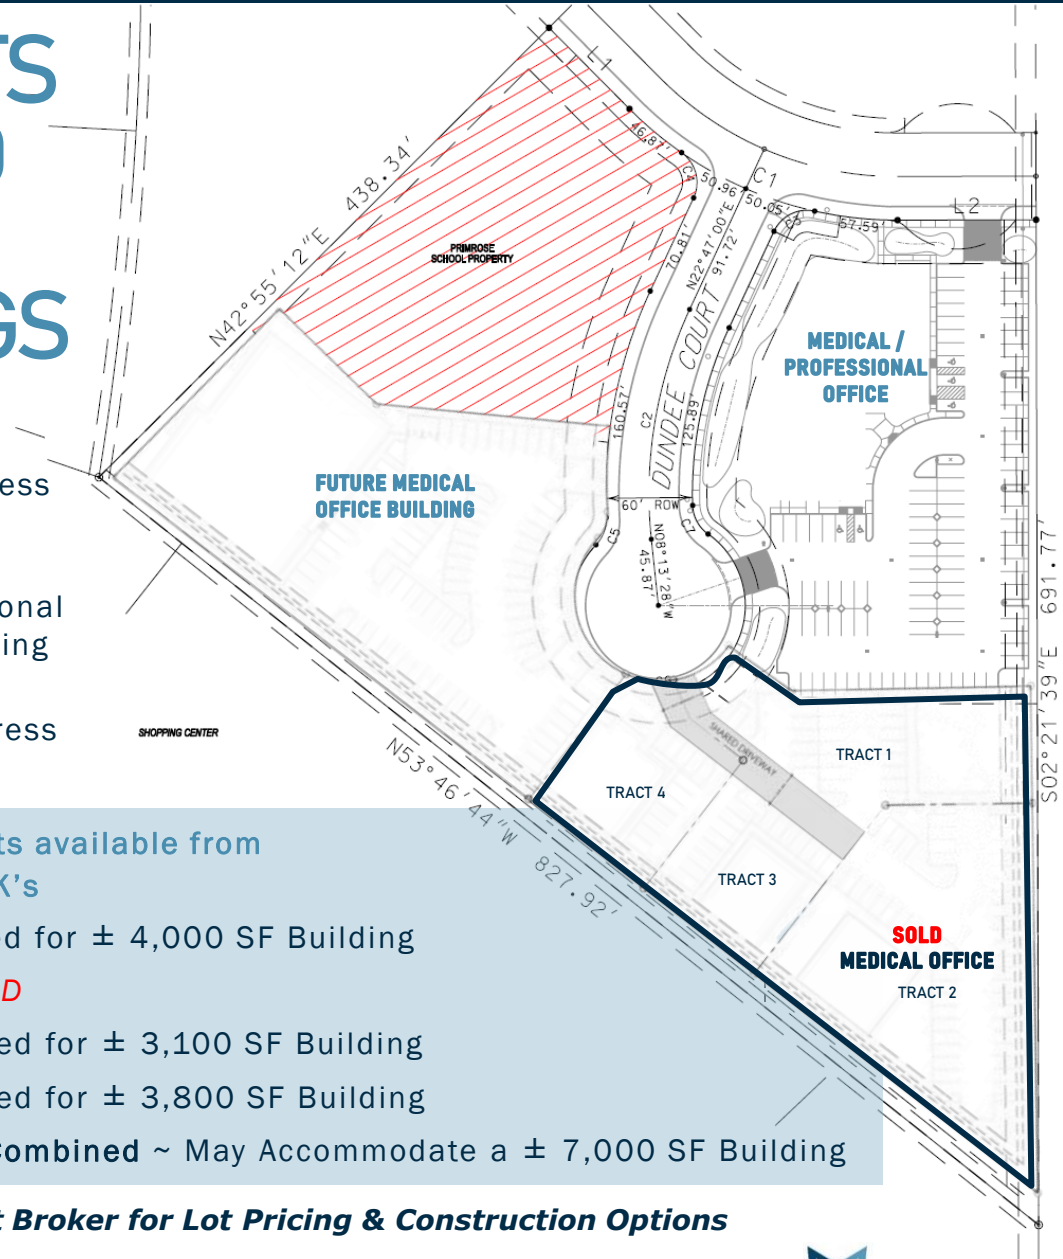 TS
GS
ess
onal
ing
ress
ts available from
K's
ed for ± 4,000 SF Building
D
ed for ± 3,100 SF Building
ed for ± 3,800 SF Building
Combined ~ May Accommodate a ± 7,000 SF Building
t Broker for Lot Pricing & Construction Options
L1
46.87'
C4
50.96'
C1
50.05'
C3
57.59'
L2
438.34'
N42°55'12"E
PRIMROSE
SCHOOL PROPERTY
70.81'
N22°47'00"E
91.72'
DUNDEE COURT
160.57'
C2
125.89'
MEDICAL /
PROFESSIONAL
OFFICE
FUTURE MEDICAL
OFFICE BUILDING
60' ROW
C5
C7
N08°13'28"W
45.87'
S02°21'39"E 691.77'
SHOPPING CENTER
N53°46'44"W 827.92'
SHARED DRIVEWAY
TRACT 1
TRACT 4
TRACT 3
SOLD
MEDICAL OFFICE
TRACT 2